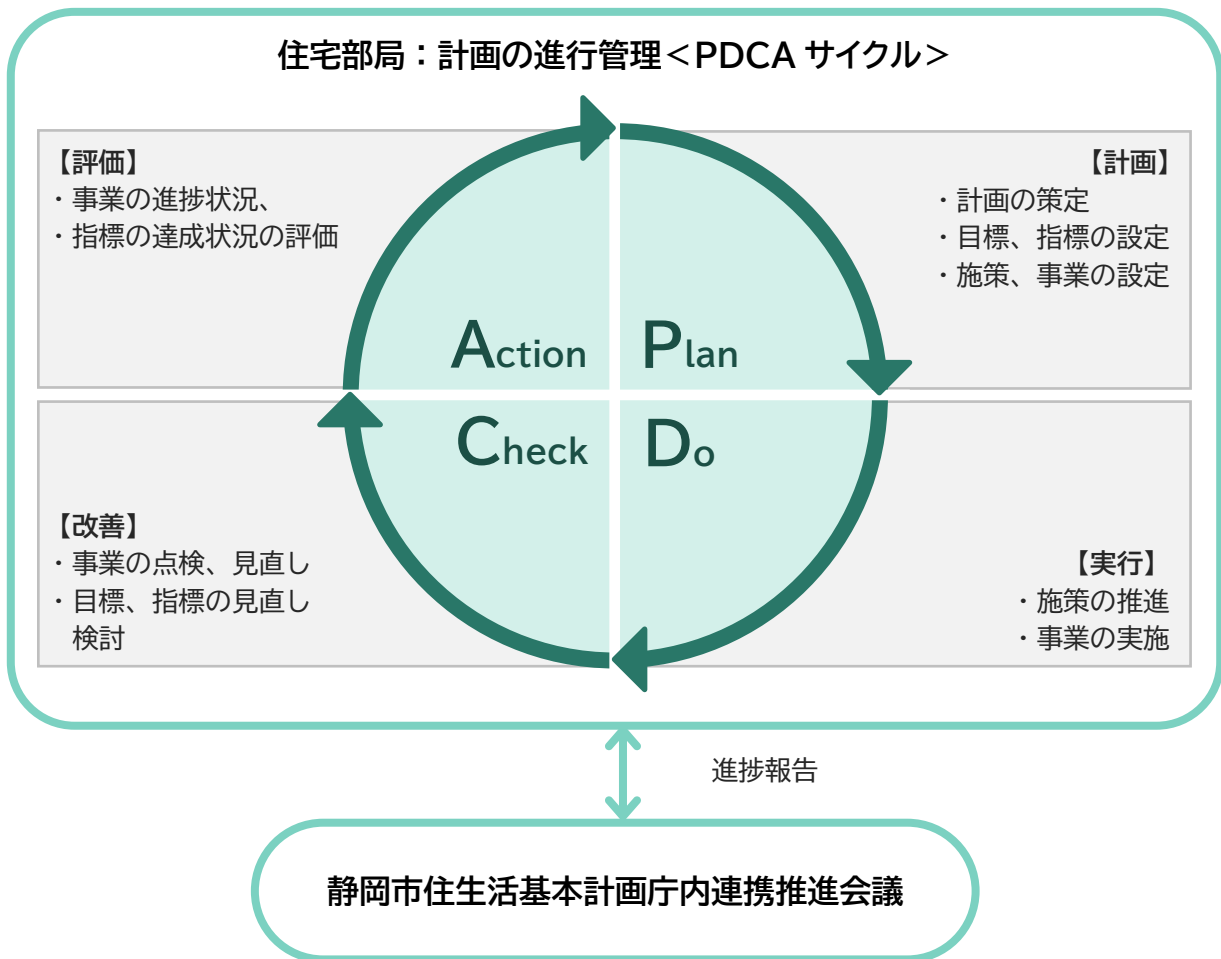 住宅部局：計画の進行管理＜PDCA サイクル＞
【評価】
・事業の進捗状況、
・指標の達成状況の評価
【計画】
・計画の策定
・目標、指標の設定
・施策、事業の設定
Action
Plan
Check
Do
【改善】
・事業の点検、見直し
・目標、指標の見直し
検討
【実行】
・施策の推進
・事業の実施
進捗報告
静岡市住生活基本計画庁内連携推進会議